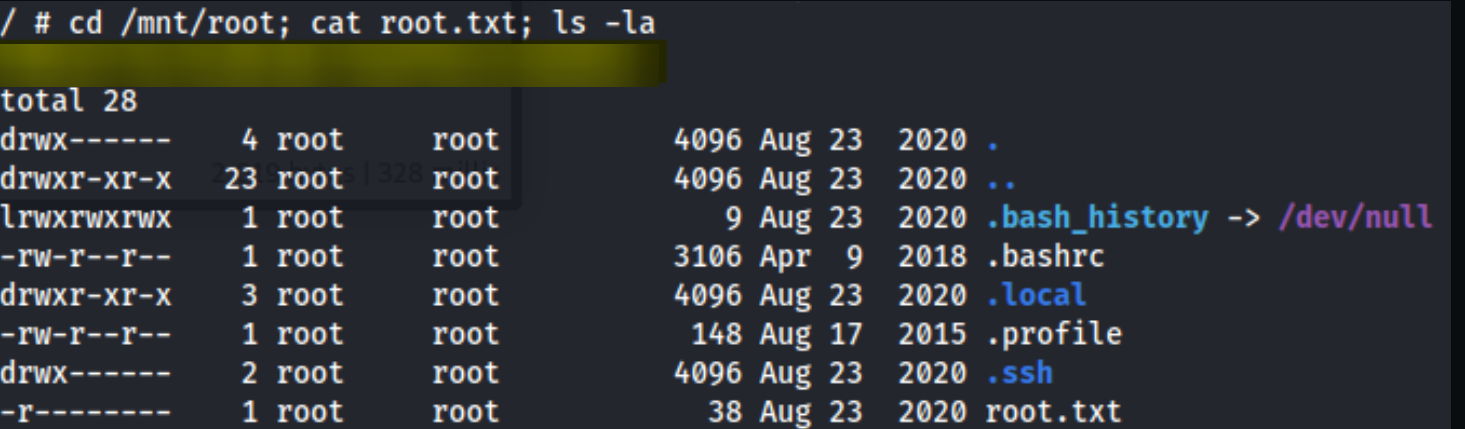 / # cd /mnt/root; cat root.txt; ls -la
total 28
drwx------    4 root     root          4096 Aug 23  2020 .
drwxr-xr-x   23 root     root          4096 Aug 23  2020 ..
lrwxrwxrwx    1 root     root             9 Aug 23  2020 .bash_history -> /dev/null
-rw-r--r--    1 root     root          3106 Apr  9  2018 .bashrc
drwxr-xr-x    3 root     root          4096 Aug 23  2020 .local
-rw-r--r--    1 root     root           148 Aug 17  2015 .profile
drwx------    2 root     root          4096 Aug 23  2020 .ssh
-r--------    1 root     root            38 Aug 23  2020 root.txt